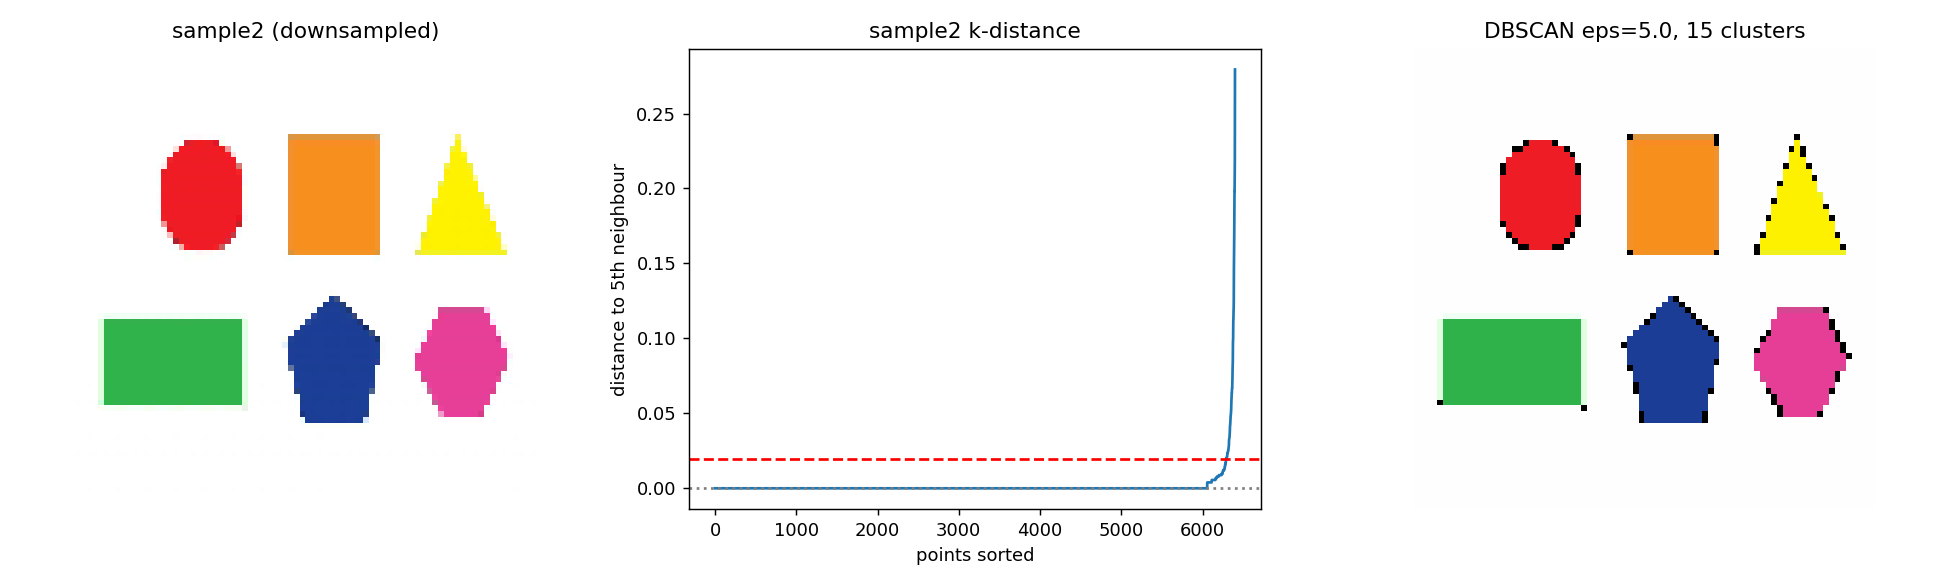 sample2 (downsampled)
sample2 k-distance
distance to 5th neighbour
0.25
0.20
0.15
0.10
0.05
0.00
0 1000 2000 3000 4000 5000 6000
points sorted
DBSCAN eps=5.0, 15 clusters